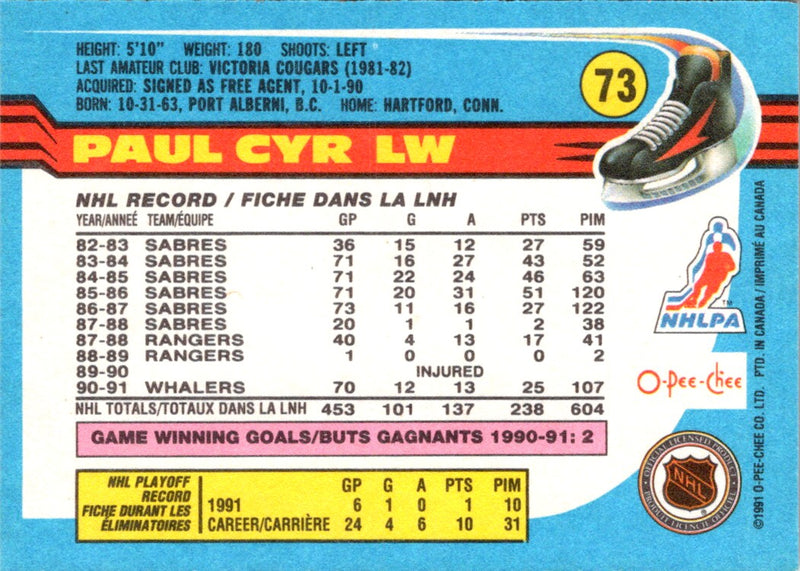 HEIGHT: 5'10" WEIGHT: 180 SHOOTS: LEFT
LAST AMATEUR CLUB: VICTORIA COUGARS (1981-82)
ACQUIRED: SIGNED AS FREE AGENT, 10-1-90
BORN: 10-31-63, PORT ALBERNI, B.C. HOME: HARTFORD, CONN.
73
PAUL CYR LW
NHL RECORD / FICHE DANS LA LNH
YEAR/ANNEÉ TEAM/ÉQUIPE GP G A PTS PIM
82-83 SABRES 36 15 12 27 59
83-84 SABRES 71 16 27 43 52
84-85 SABRES 71 22 24 46 63
85-86 SABRES 71 20 31 51 120
86-87 SABRES 73 11 16 27 122
87-88 SABRES 20 1 1 2 38
87-88 RANGERS 40 4 13 17 41
88-89 RANGERS 1 0 0 0 2
89-90 INJURED
90-91 WHALERS 70 12 13 25 107
NHL TOTALS/TOTAUX DANS LA LNH 453 101 137 238 604
GAME WINNING GOALS/BUTS GAGNANTS 1990-91: 2
NHL PLAYOFF
RECORD
FICHE DURANT LES
ÉLIMINATOIRES
GP G A PTS PIM
1991 6 1 0 1 10
CAREER/CARRIÈRE 24 4 6 10 31
TM
NHLPA
O-Pee-Chee
OFFICIAL LICENSED PRODUCT
NHL
®
PRODUIT LICENCIÉ OFFICIEL
©1991 O-PEE-CHEE CO. LTD. PTD. IN CANADA / IMPRIMÉ AU CANADA